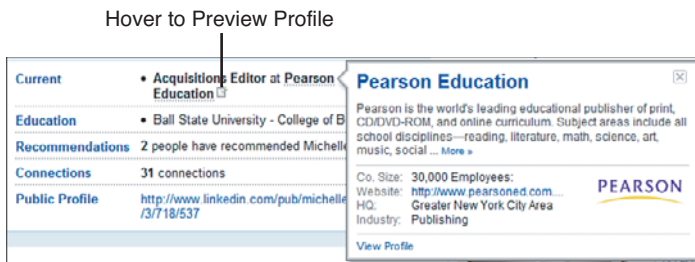 Hover to Preview Profile
Current
• Acquisitions Editor at Pearson
Education
Education
• Ball State University - College of B
Recommendations 2 people have recommended Michelle
Connections 31 connections
Public Profile http://www.linkedin.com/pub/michelle
/3/718/537
Pearson Education
Pearson is the world's leading educational publisher of print,
CD/DVD-ROM, and online curriculum. Subject areas include all
school disciplines—reading, literature, math, science, art,
music, social ... More »
Co. Size: 30,000 Employees:
Website: http://www.pearsoned.com....
HQ: Greater New York City Area
Industry: Publishing
PEARSON
View Profile